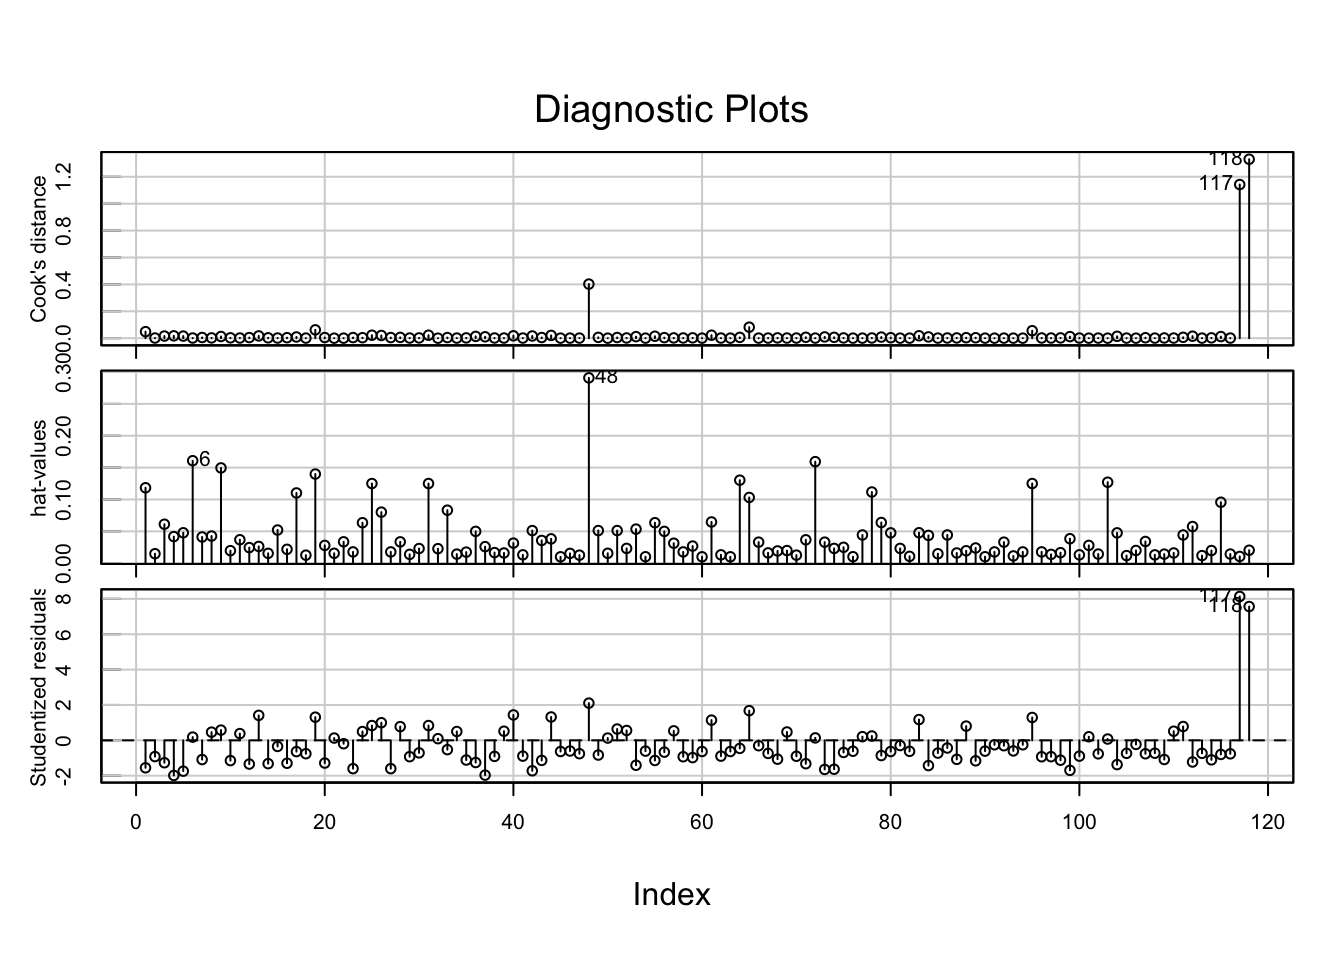 Diagnostic Plots
Cook's distance
0.0 0.4 0.8 1.2
117
118
hat-values
0.00 0.10 0.20 0.30
6
48
Studentized residuals
-2 0 2 4 6 8
117
118
0 20 40 60 80 100 120
Index